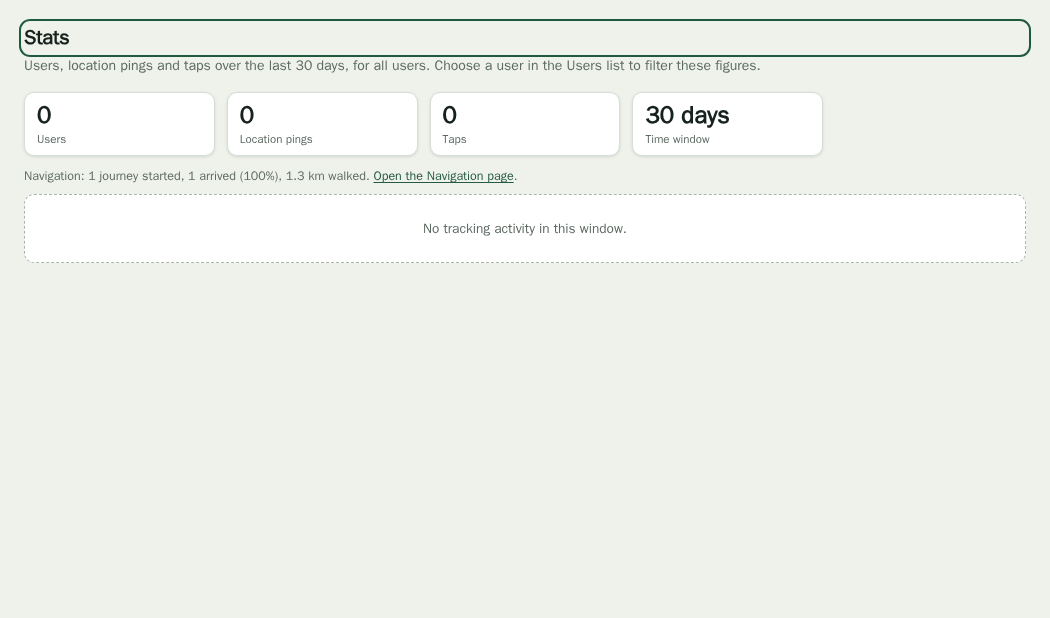 Stats
Users, location pings and taps over the last 30 days, for all users. Choose a user in the Users list to filter these figures.
0
Users
0
Location pings
0
Taps
30 days
Time window
Navigation: 1 journey started, 1 arrived (100%), 1.3 km walked. Open the Navigation page.
No tracking activity in this window.